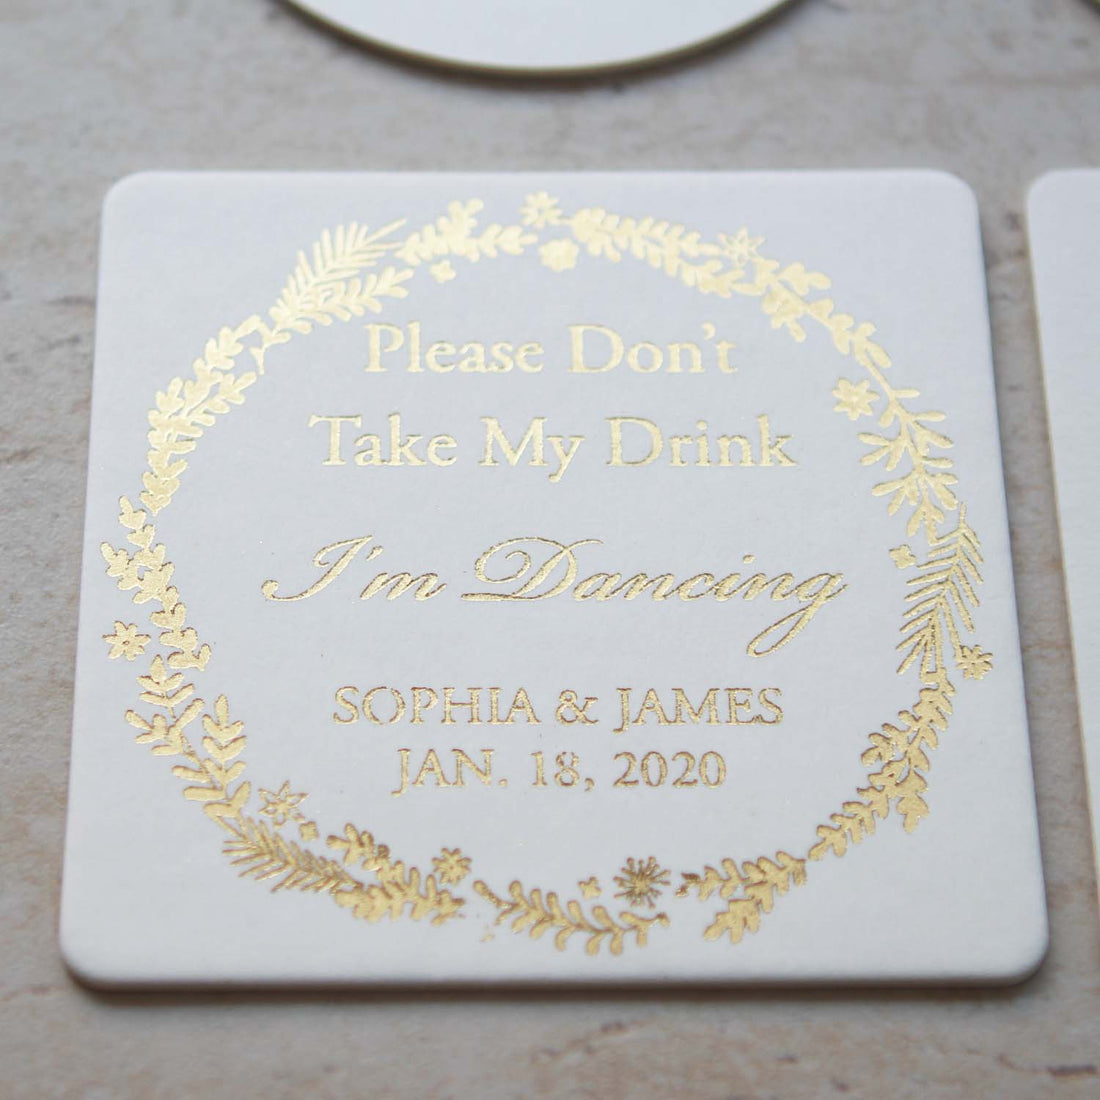 Please Don't
Take My Drink
I'm Dancing
SOPHIA & JAMES
JAN. 18, 2020